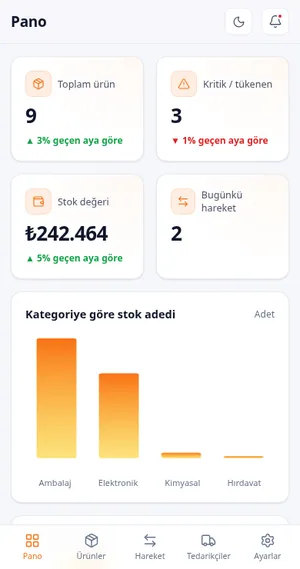 Pano
Toplam ürün
9
▲ 3% geçen aya göre
Kritik / tükenen
3
▼ 1% geçen aya göre
Stok değeri
₺242.464
▲ 5% geçen aya göre
Bugünkü
hareket
2
Kategoriye göre stok adedi
Adet
Ambalaj
Elektronik
Kimyasal
Hırdavat
Pano
Ürünler
Hareket
Tedarikçiler
Ayarlar